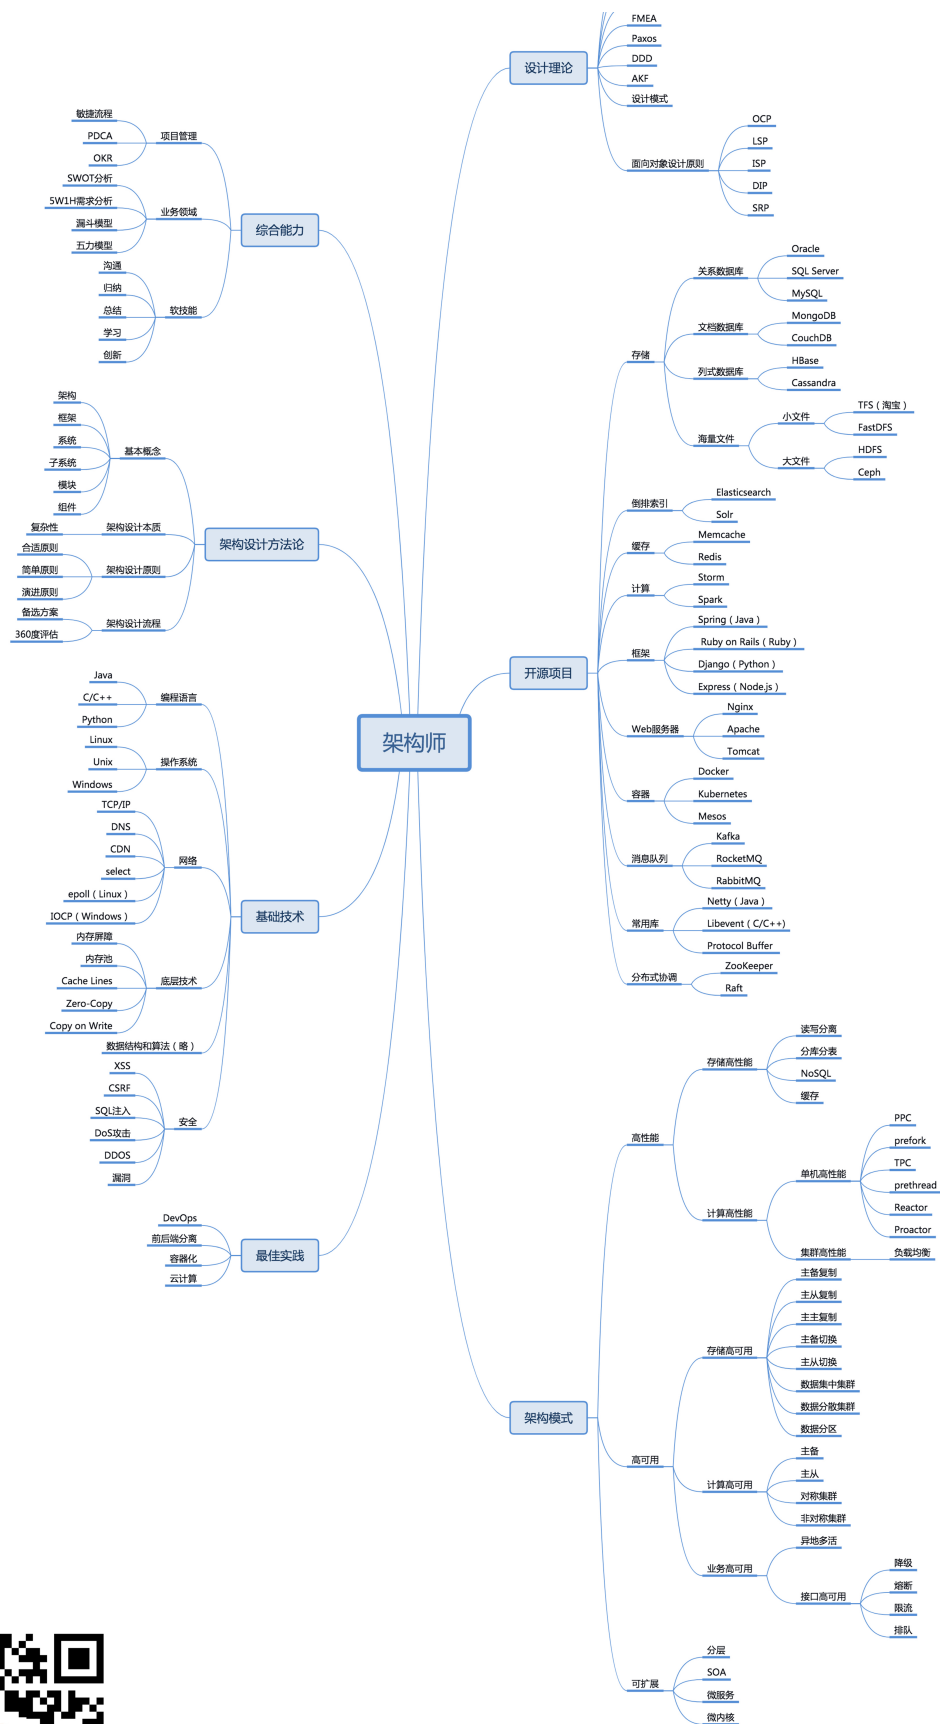 架构师
设计理论
FMEA
Paxos
DDD
AKF
设计模式
面向对象设计原则
OCP
LSP
ISP
DIP
SRP
开源项目
存储
关系数据库
Oracle
SQL Server
MySQL
文档数据库
MongoDB
CouchDB
列式数据库
HBase
Cassandra
海量文件
小文件
TFS（淘宝）
FastDFS
大文件
HDFS
Ceph
倒排索引
Elasticsearch
Solr
缓存
Memcache
Redis
计算
Storm
Spark
框架
Spring（Java）
Ruby on Rails（Ruby）
Django（Python）
Express（Node.js）
Web服务器
Nginx
Apache
Tomcat
容器
Docker
Kubernetes
Mesos
消息队列
Kafka
RocketMQ
RabbitMQ
常用库
Netty（Java）
Libevent（C/C++)
Protocol Buffer
分布式协调
ZooKeeper
Raft
架构模式
高性能
存储高性能
读写分离
分库分表
NoSQL
缓存
计算高性能
单机高性能
PPC
prefork
TPC
prethread
Reactor
Proactor
集群高性能
负载均衡
高可用
存储高可用
主备复制
主从复制
主主复制
主备切换
主从切换
数据集中集群
数据分散集群
数据分区
计算高可用
主备
主从
对称集群
非对称集群
业务高可用
异地多活
接口高可用
降级
熔断
限流
排队
可扩展
分层
SOA
微服务
微内核
综合能力
项目管理
敏捷流程
PDCA
OKR
业务领域
SWOT分析
5W1H需求分析
漏斗模型
五力模型
软技能
沟通
归纳
总结
学习
创新
架构设计方法论
基本概念
架构
框架
系统
子系统
模块
组件
架构设计本质
复杂性
架构设计原则
合适原则
简单原则
演进原则
架构设计流程
备选方案
360度评估
基础技术
编程语言
Java
C/C++
Python
操作系统
Linux
Unix
Windows
网络
TCP/IP
DNS
CDN
select
epoll（Linux）
IOCP（Windows）
底层技术
内存屏障
内存池
Cache Lines
Zero-Copy
Copy on Write
数据结构和算法（略）
安全
XSS
CSRF
SQL注入
DoS攻击
DDOS
漏洞
最佳实践
DevOps
前后端分离
容器化
云计算